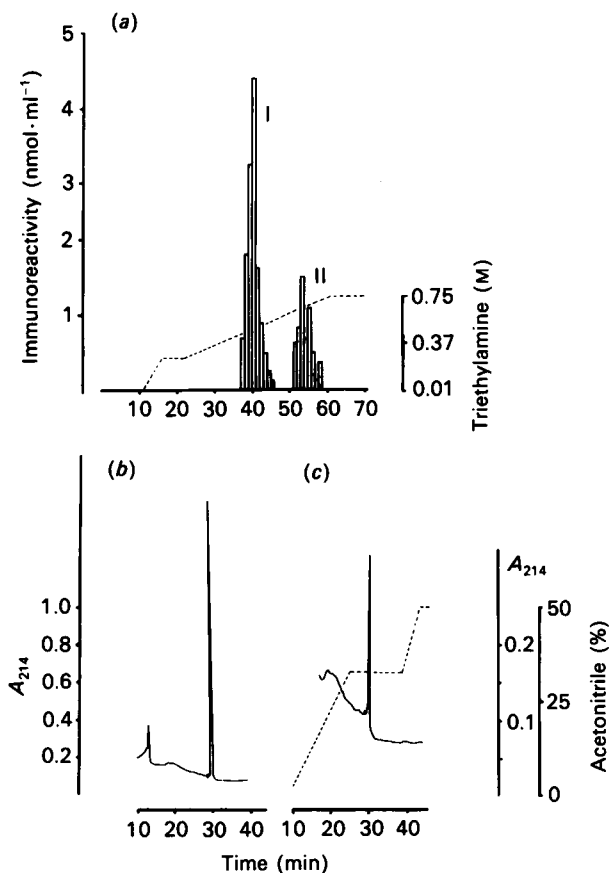 (a)
5
4
3
2
1
Immunoreactivity (nmol·ml⁻¹)
I
II
0.75
0.37
0.01
Triethylamine (M)
10 20 30 40 50 60 70
(b)
(c)
1.0
0.8
0.6
0.4
0.2
A214
A214
0.2
0.1
50
25
0
Acetonitrile (%)
10 20 30 40
10 20 30 40
Time (min)